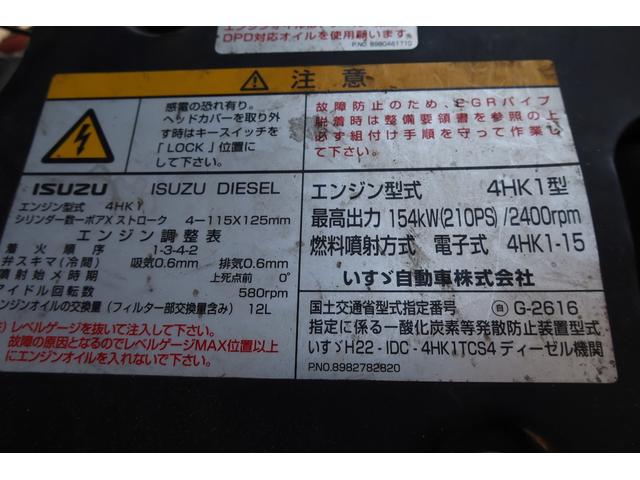 DPD対応オイルを使用願います。
P.NO. 8980461770
注意
感電の恐れ有り。
ヘッドカバーを取り外
す時はキースイッチを
「LOCK」位置に
して下さい。
故障防止のため、EGRパイプ
脱着時は整備要領書を参照の上
必ず組付け手順を守って作業し
て下さい。
ISUZU ISUZU DIESEL
エンジン型式 4HK1
シリンダー数ーボアXストローク 4ー115X125mm
エンジン調整表
着火順序 1-3-4-2
弁スキマ(冷間) 吸気0.6mm 排気0.6mm
噴射始メ時期 上死点前 0°
アイドル回転数 580rpm
エンジンオイルの交換量(フィルター部交換量含み) 12L
レベルゲージを抜いて注入して下さい。
故障の原因となるのでレベルゲージMAX位置以上
にエンジンオイルを入れないで下さい。
エンジン型式 4HK1型
最高出力 154kW(210PS)/2400rpm
燃料噴射方式 電子式 4HK1-15
いすゞ自動車株式会社
国土交通省型式指定番号 自 G-2616
指定に係る一酸化炭素等発散防止装置型式
いすゞH22-IDC-4HK1TCS4ディーゼル機関
P.NO.8982782820